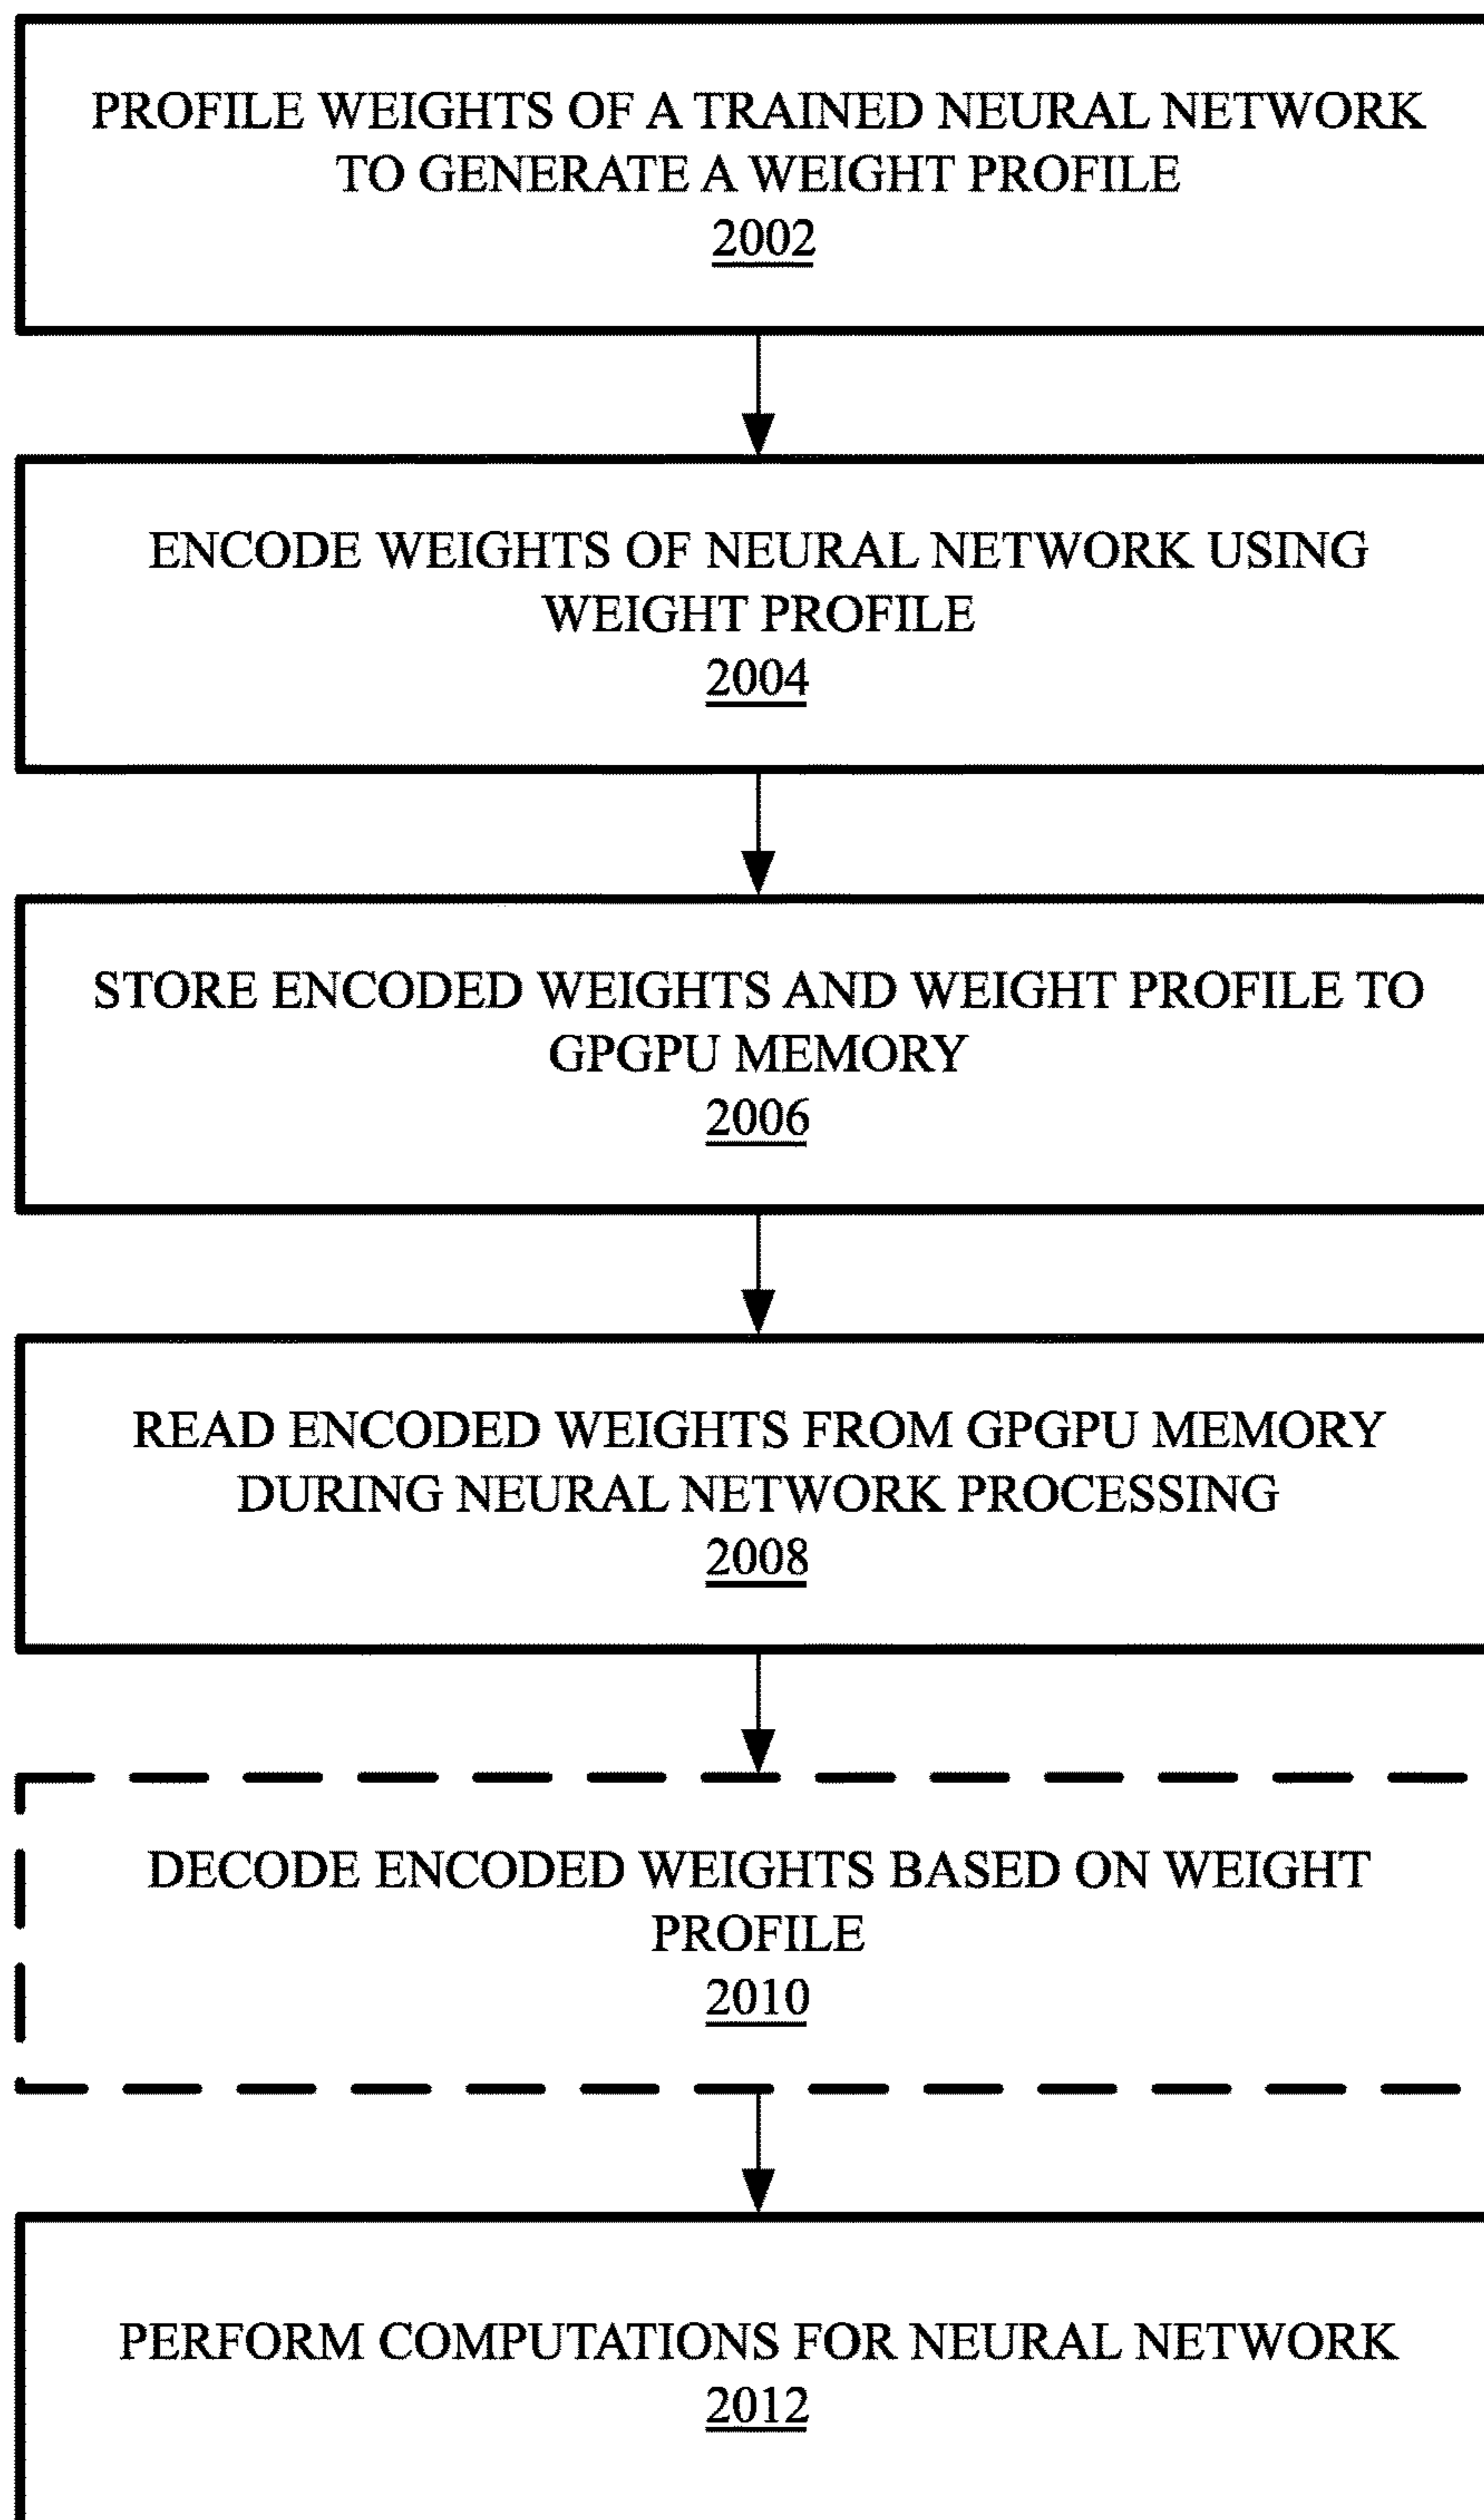 PROFILE WEIGHTS OF A TRAINED NEURAL NETWORK
TO GENERATE A WEIGHT PROFILE
2002
ENCODE WEIGHTS OF NEURAL NETWORK USING
WEIGHT PROFILE
2004
STORE ENCODED WEIGHTS AND WEIGHT PROFILE TO
GPGPU MEMORY
2006
READ ENCODED WEIGHTS FROM GPGPU MEMORY
DURING NEURAL NETWORK PROCESSING
2008
DECODE ENCODED WEIGHTS BASED ON WEIGHT
PROFILE
2010
PERFORM COMPUTATIONS FOR NEURAL NETWORK
2012